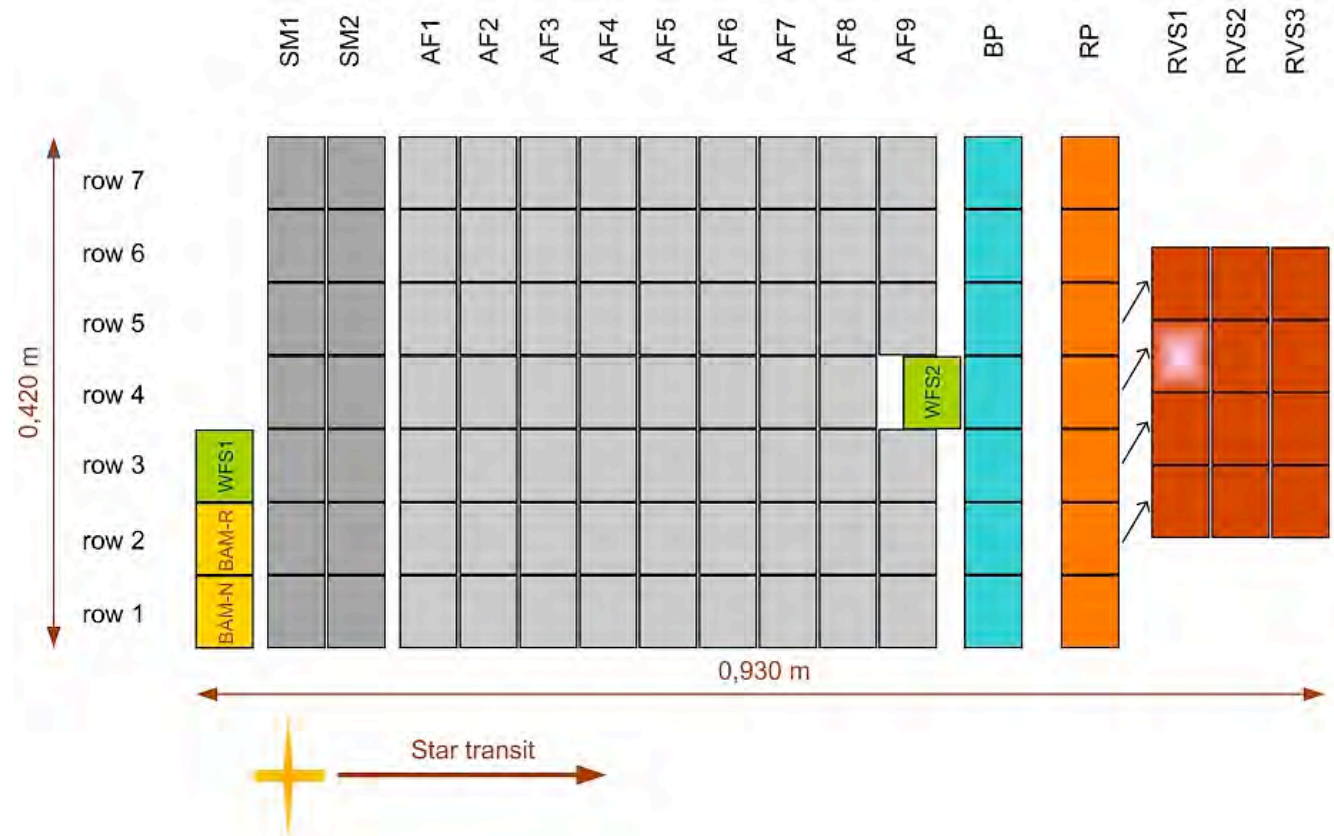 SM1
SM2
AF1
AF2
AF3
AF4
AF5
AF6
AF7
AF8
AF9
BP
RP
RVS1
RVS2
RVS3
row 7
row 6
row 5
row 4
WFS2
row 3
WFS1
row 2
BAM-R
row 1
BAM-N
0,420 m
0,930 m
Star transit